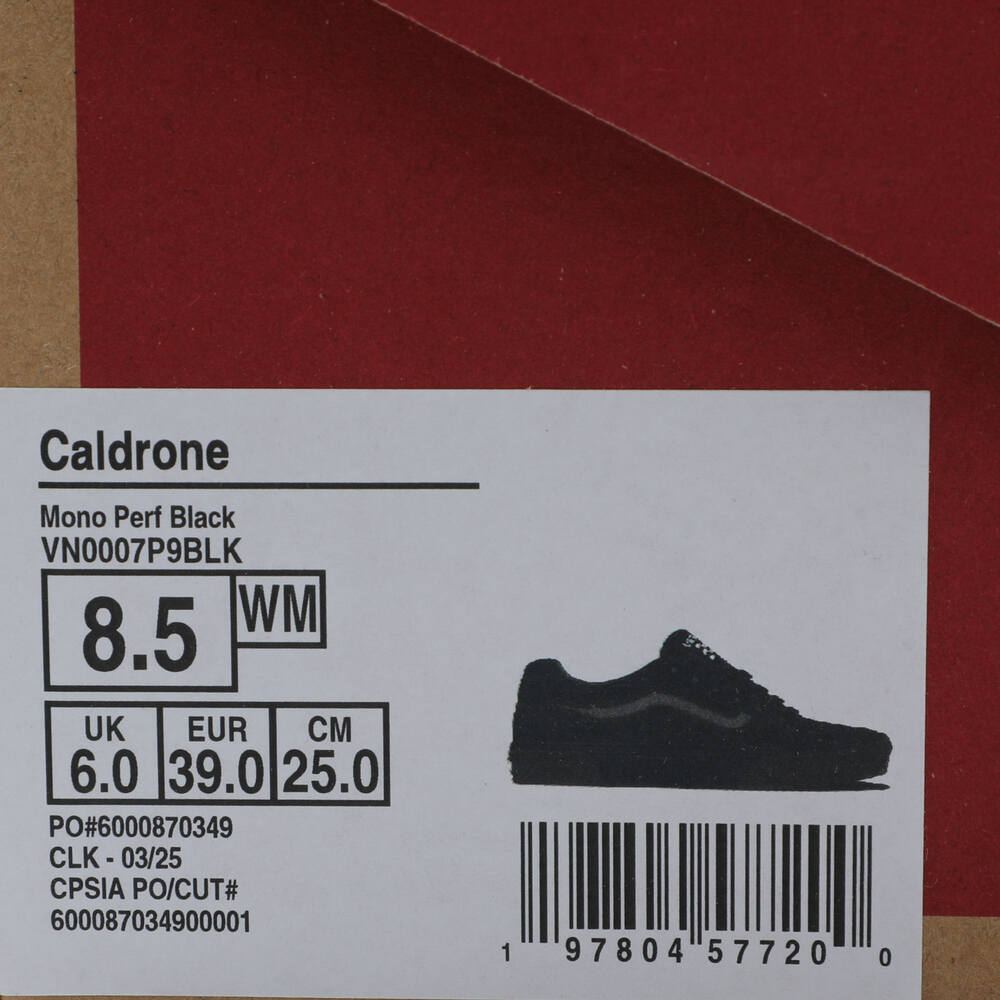 Caldrone
Mono Perf Black
VN0007P9BLK
8.5 WM
UK EUR CM
6.0 39.0 25.0
PO#6000870349
CLK - 03/25
CPSIA PO/CUT#
600087034900001
1 97804 57720 0